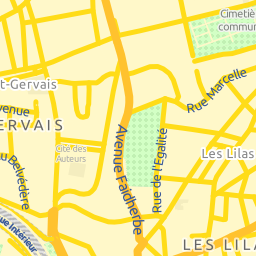 Cimetiè
commun
t-Gervais
Rue Marcelle
venue
ERVAIS
Cité des
Auteurs
Avenue Faidherbe
Rue de l'Égalité
Les Lilas
u Belvédère
ue Intérieur
LES LILA